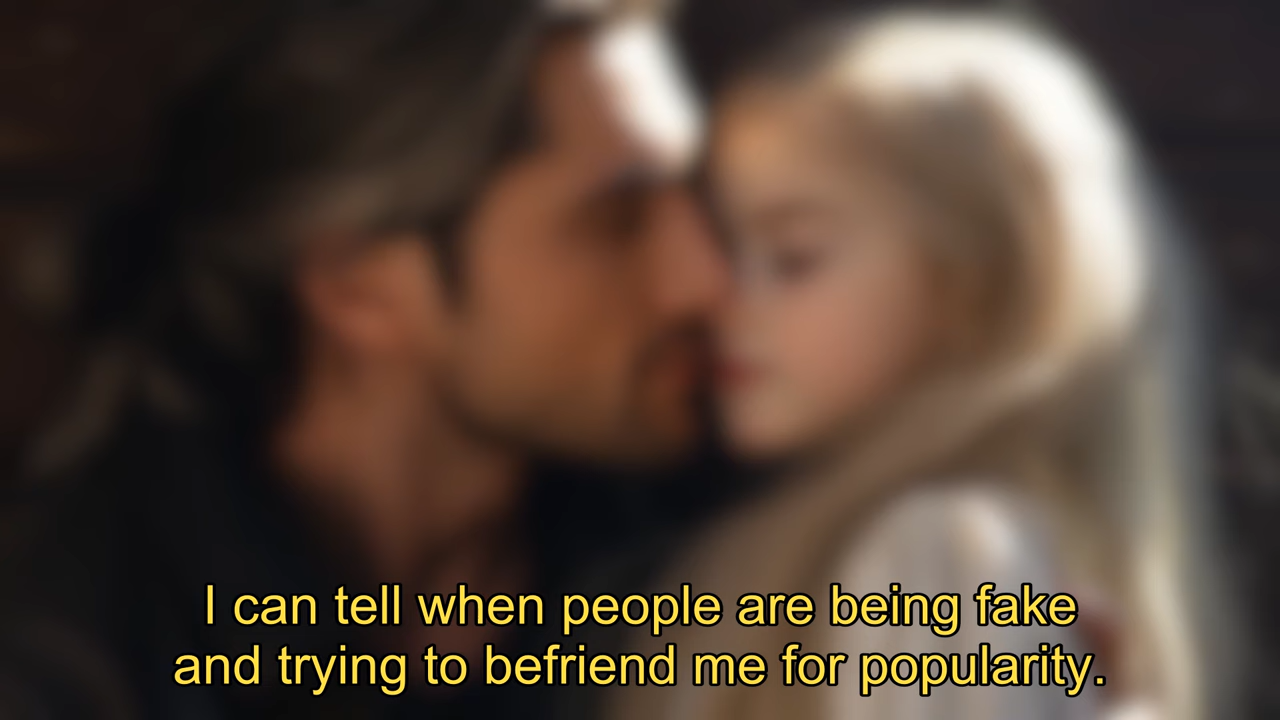 I can tell when people are being fake
and trying to befriend me for popularity.